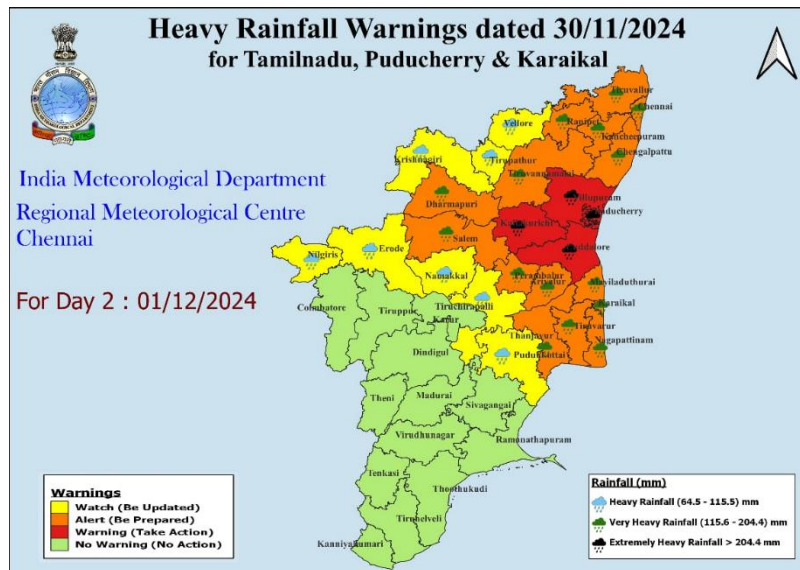 Heavy Rainfall Warnings dated 30/11/2024
for Tamilnadu, Puducherry & Karaikal
India Meteorological Department
Regional Meteorological Centre
Chennai
For Day 2 : 01/12/2024
Tiruvallur
Chennai
Ranipet
Kancheepuram
Vellore
Chengalpattu
Krishnagiri
Tirupathur
Tiruvannamalai
Dharmapuri
Villupuram
Puducherry
Kallakurichi
Salem
Cuddalore
Nilgiris
Erode
Namakkal
Perambalur
Ariyalur
Mayiladuthurai
Karaikal
Coimbatore
Tiruppur
Tiruchirapalli
Karur
Thanjavur
Tiruvarur
Nagapattinam
Dindigul
Pudukkottai
Theni
Madurai
Sivagangai
Virudhunagar
Ramanathapuram
Tenkasi
Thoothukudi
Tirunelveli
Kanniyakumari
Warnings
Watch (Be Updated)
Alert (Be Prepared)
Warning (Take Action)
No Warning (No Action)
Rainfall (mm)
Heavy Rainfall (64.5 - 115.5) mm
Very Heavy Rainfall (115.6 - 204.4) mm
Extremely Heavy Rainfall > 204.4 mm